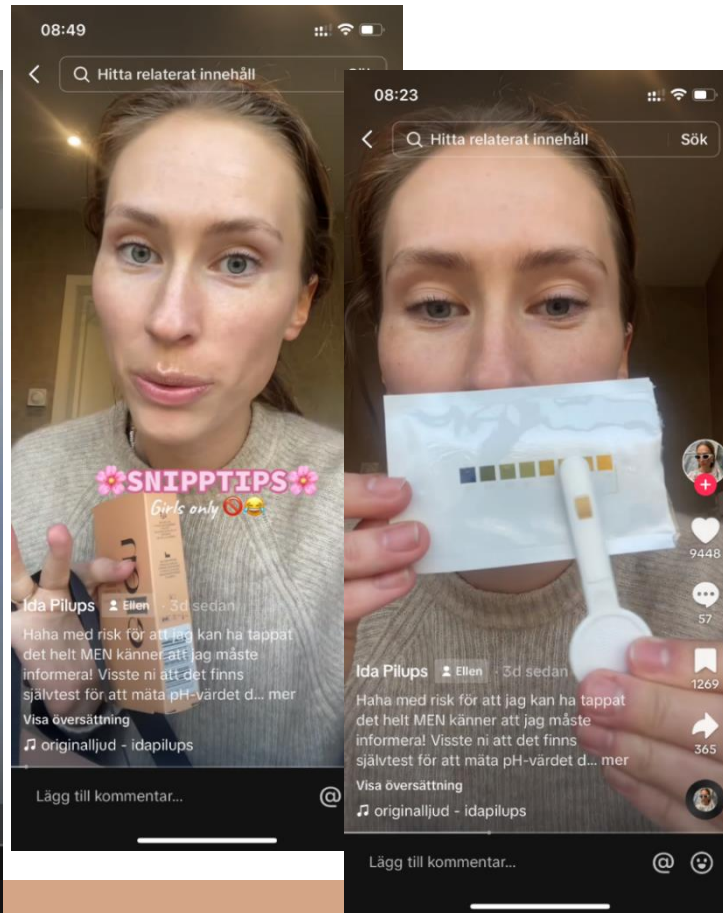 08:49
Hitta relaterat innehåll
SNIPPTIPS
Girls only
Ida Pilups Ellen · 3d sedan
Haha med risk för att jag kan ha tappat
det helt MEN känner att jag måste
informera! Visste ni att det finns
självtest för att mäta pH-värdet d... mer
Visa översättning
originalljud - idapilups
Lägg till kommentar...
@
08:23
Hitta relaterat innehåll
Sök
9448
57
1269
365
Ida Pilups Ellen · 3d sedan
Haha med risk för att jag kan ha tappat
det helt MEN känner att jag måste
informera! Visste ni att det finns
självtest för att mäta pH-värdet d... mer
Visa översättning
originalljud - idapilups
Lägg till kommentar...
@